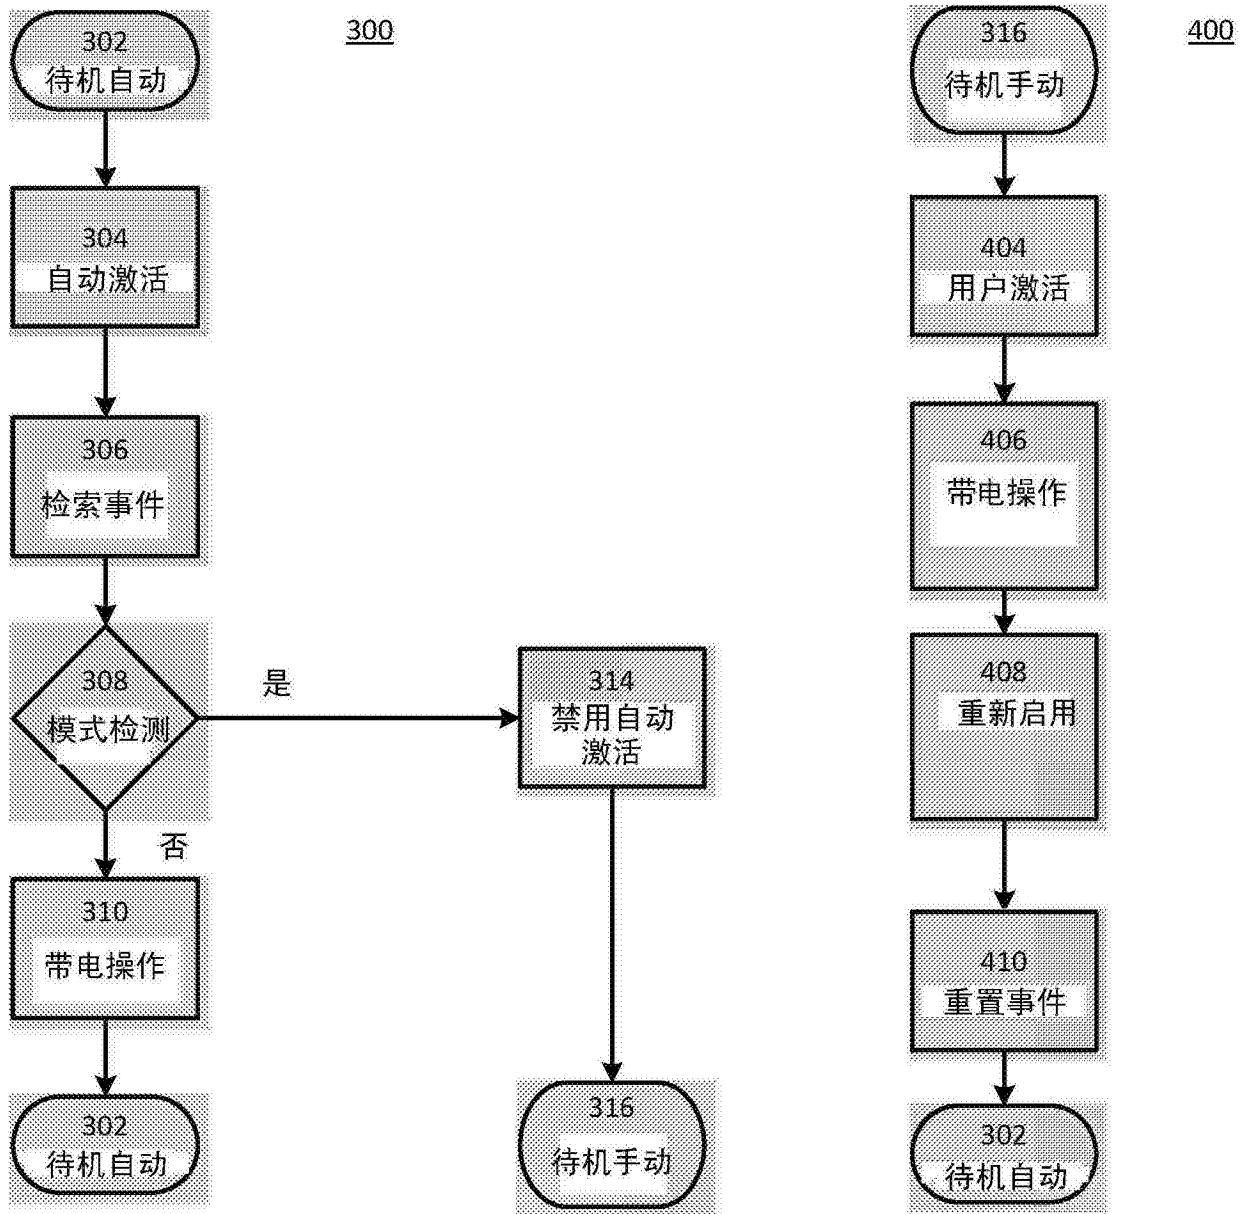 300
302
待机自动
304
自动激活
306
检索事件
308
模式检测
是
否
310
带电操作
302
待机自动
314
禁用自动
激活
316
待机手动
400
316
待机手动
404
用户激活
406
带电操作
408
重新启用
410
重置事件
302
待机自动